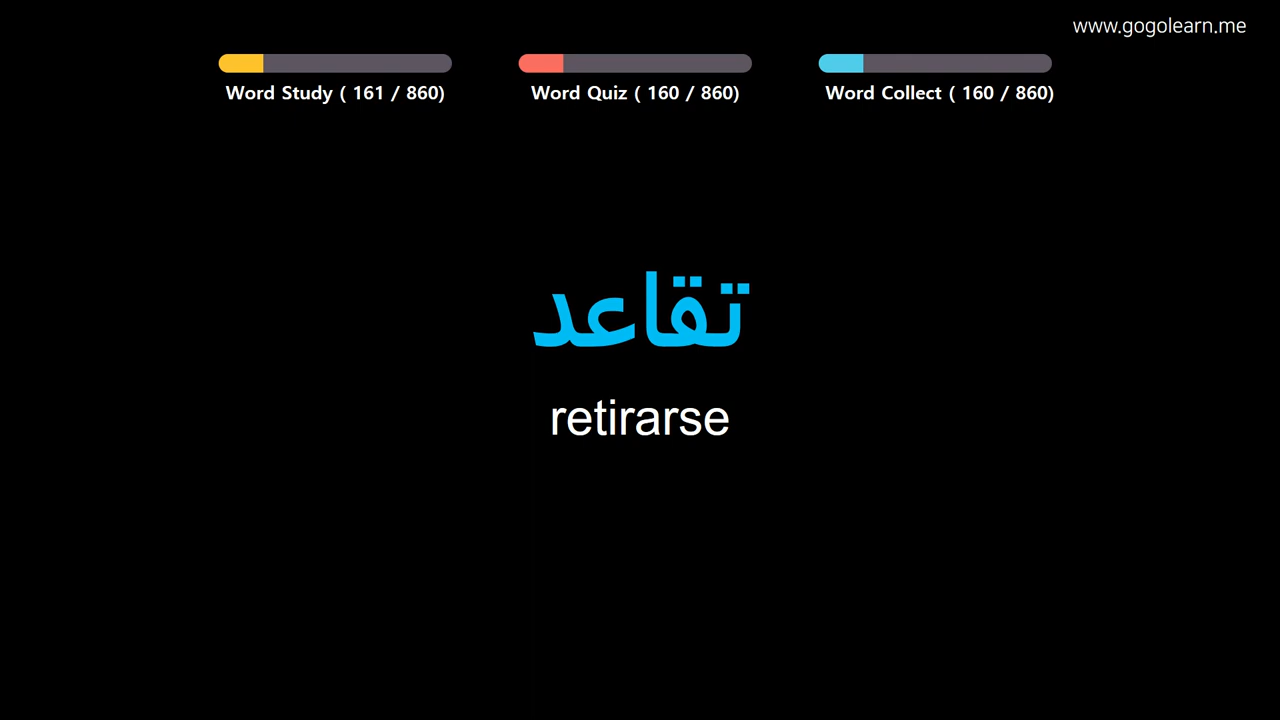 www.gogolearn.me
Word Study ( 161 / 860)
Word Quiz ( 160 / 860)
Word Collect ( 160 / 860)
تقاعد
retirarse